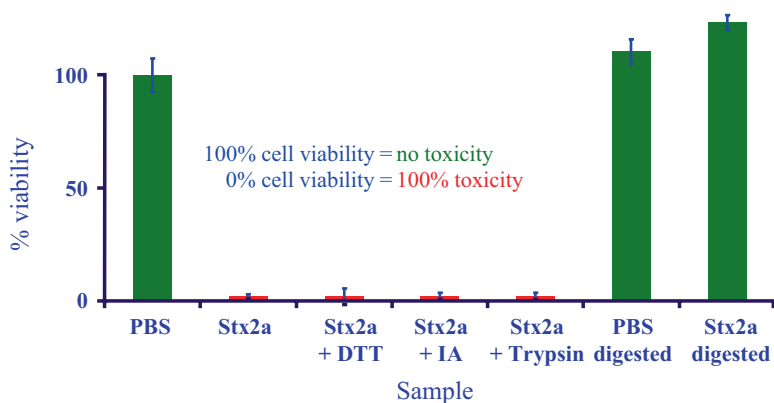 100
50
0
% viability
100% cell viability = no toxicity
0% cell viability = 100% toxicity
PBS
Stx2a
Stx2a
+ DTT
Stx2a
+ IA
Stx2a
+ Trypsin
PBS
digested
Stx2a
digested
Sample